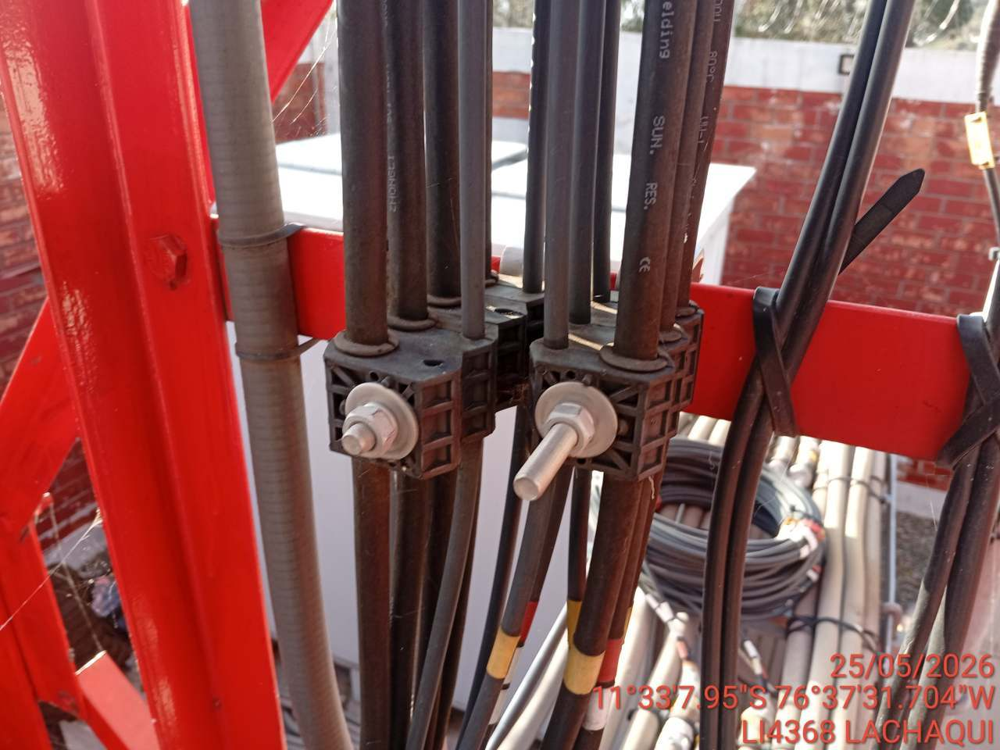 elding SUN. RES. CE
25/05/2026
11°33'7.95"S 76°37'31.704"W
LI4368 LACHAQUI